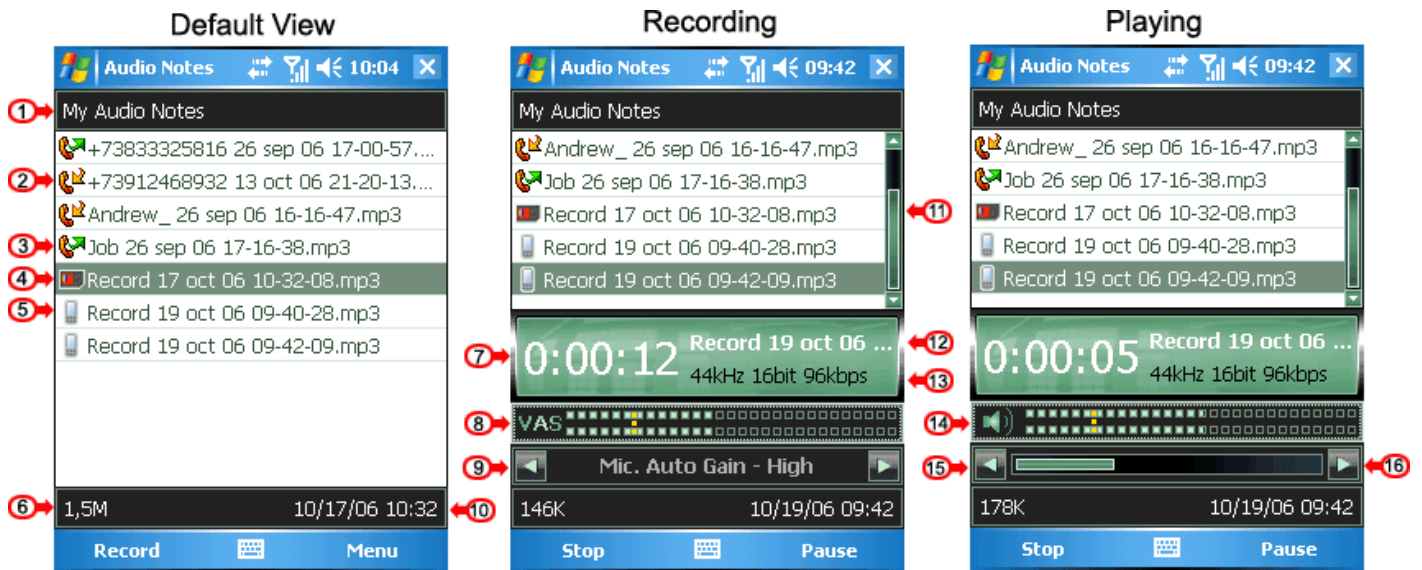 Default View
Audio Notes 10:04
1 My Audio Notes
+73833325816 26 sep 06 17-00-57....
2 +73912468932 13 oct 06 21-20-13....
Andrew_ 26 sep 06 16-16-47.mp3
3 Job 26 sep 06 17-16-38.mp3
4 Record 17 oct 06 10-32-08.mp3
5 Record 19 oct 06 09-40-28.mp3
Record 19 oct 06 09-42-09.mp3
6 1,5M 10/17/06 10:32 10
Record Menu
Recording
Audio Notes 09:42
My Audio Notes
Andrew_ 26 sep 06 16-16-47.mp3
Job 26 sep 06 17-16-38.mp3
Record 17 oct 06 10-32-08.mp3 11
Record 19 oct 06 09-40-28.mp3
Record 19 oct 06 09-42-09.mp3
7 0:00:12 Record 19 oct 06 ... 12
44kHz 16bit 96kbps 13
8 VAS
9 Mic. Auto Gain - High
146K 10/19/06 09:42
Stop Pause
Playing
Audio Notes 09:42
My Audio Notes
Andrew_ 26 sep 06 16-16-47.mp3
Job 26 sep 06 17-16-38.mp3
Record 17 oct 06 10-32-08.mp3
Record 19 oct 06 09-40-28.mp3
Record 19 oct 06 09-42-09.mp3
0:00:05 Record 19 oct 06 ...
44kHz 16bit 96kbps
14
15 16
178K 10/19/06 09:42
Stop Pause